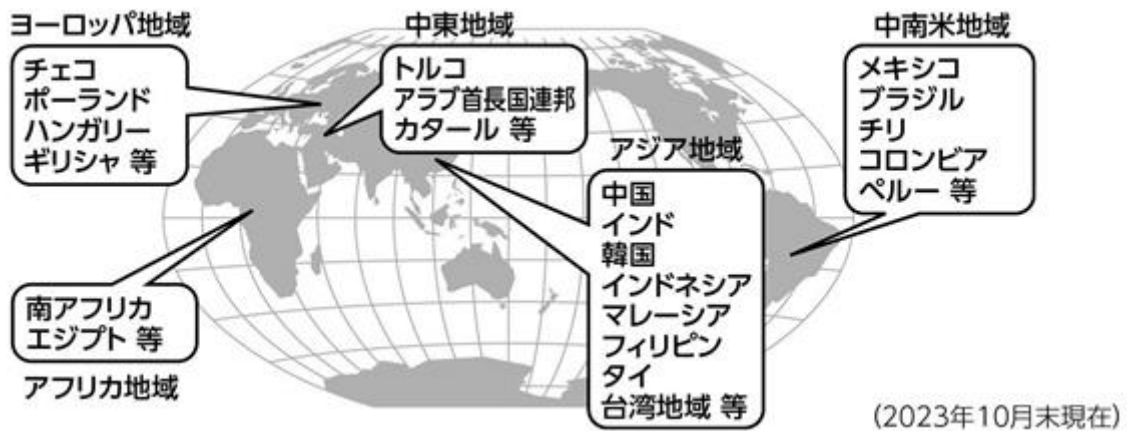 ヨーロッパ地域
チェコ
ポーランド
ハンガリー
ギリシャ 等
中東地域
トルコ
アラブ首長国連邦
カタール 等
アジア地域
中国
インド
韓国
インドネシア
マレーシア
フィリピン
タイ
台湾地域 等
中南米地域
メキシコ
ブラジル
チリ
コロンビア
ペルー 等
南アフリカ
エジプト 等
アフリカ地域
(2023年10月末現在)